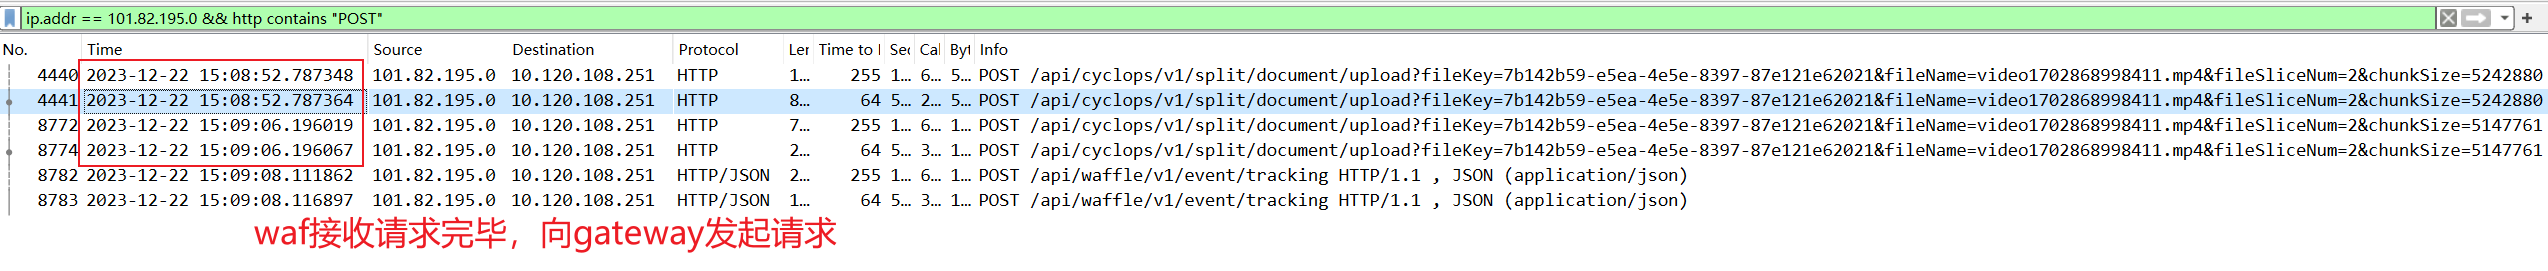 ip.addr == 101.82.195.0 && http contains "POST"
No. Time Source Destination Protocol Ler Time to l Sec Cal Byt Info
4440 2023-12-22 15:08:52.787348 101.82.195.0 10.120.108.251 HTTP 1… 255 1… 6… 5… POST /api/cyclops/v1/split/document/upload?fileKey=7b142b59-e5ea-4e5e-8397-87e121e62021&fileName=video1702868998411.mp4&fileSliceNum=2&chunkSize=5242880
4441 2023-12-22 15:08:52.787364 101.82.195.0 10.120.108.251 HTTP 8… 64 5… 2… 5… POST /api/cyclops/v1/split/document/upload?fileKey=7b142b59-e5ea-4e5e-8397-87e121e62021&fileName=video1702868998411.mp4&fileSliceNum=2&chunkSize=5242880
8772 2023-12-22 15:09:06.196019 101.82.195.0 10.120.108.251 HTTP 7… 255 1… 6… 1… POST /api/cyclops/v1/split/document/upload?fileKey=7b142b59-e5ea-4e5e-8397-87e121e62021&fileName=video1702868998411.mp4&fileSliceNum=2&chunkSize=5147761
8774 2023-12-22 15:09:06.196067 101.82.195.0 10.120.108.251 HTTP 2… 64 5… 3… 1… POST /api/cyclops/v1/split/document/upload?fileKey=7b142b59-e5ea-4e5e-8397-87e121e62021&fileName=video1702868998411.mp4&fileSliceNum=2&chunkSize=5147761
8782 2023-12-22 15:09:08.111862 101.82.195.0 10.120.108.251 HTTP/JSON 2… 255 1… 6… 1… POST /api/waffle/v1/event/tracking HTTP/1.1 , JSON (application/json)
8783 2023-12-22 15:09:08.116897 101.82.195.0 10.120.108.251 HTTP/JSON 1… 64 5… 3… 1… POST /api/waffle/v1/event/tracking HTTP/1.1 , JSON (application/json)
waf接收请求完毕，向gateway发起请求